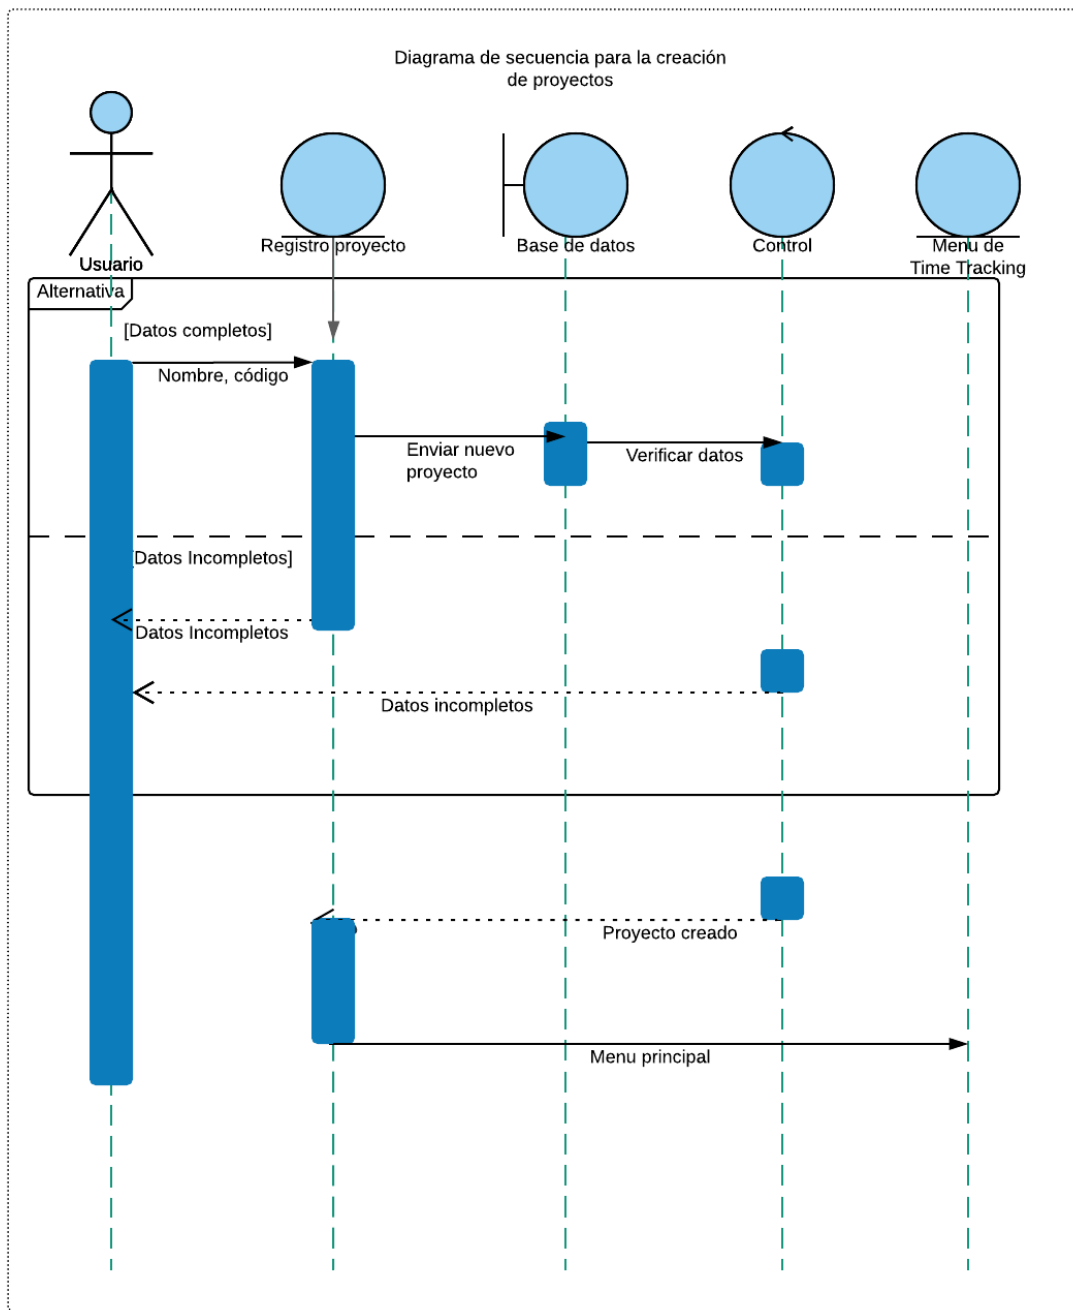 Diagrama de secuencia para la creación
de proyectos
Usuario
Registro proyecto
Base de datos
Control
Menu de
Time Tracking
Alternativa
[Datos completos]
Nombre, código
Enviar nuevo
proyecto
Verificar datos
[Datos Incompletos]
Datos Incompletos
Datos incompletos
Proyecto creado
Menu principal